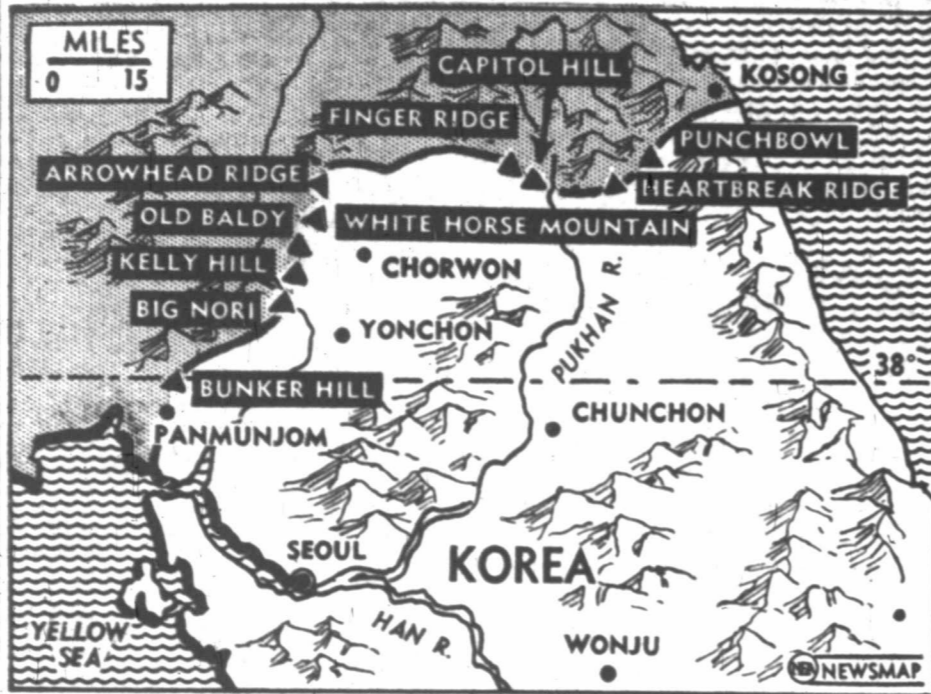 MILES
0 15
CAPITOL HILL
KOSONG
FINGER RIDGE
PUNCHBOWL
ARROWHEAD RIDGE
HEARTBREAK RIDGE
OLD BALDY
WHITE HORSE MOUNTAIN
KELLY HILL
CHORWON
PUKHAN R.
BIG NORI
YONCHON
38°
BUNKER HILL
CHUNCHON
PANMUNJOM
SEOUL
KOREA
HAN R.
YELLOW
SEA
WONJU
NEA NEWSMAP